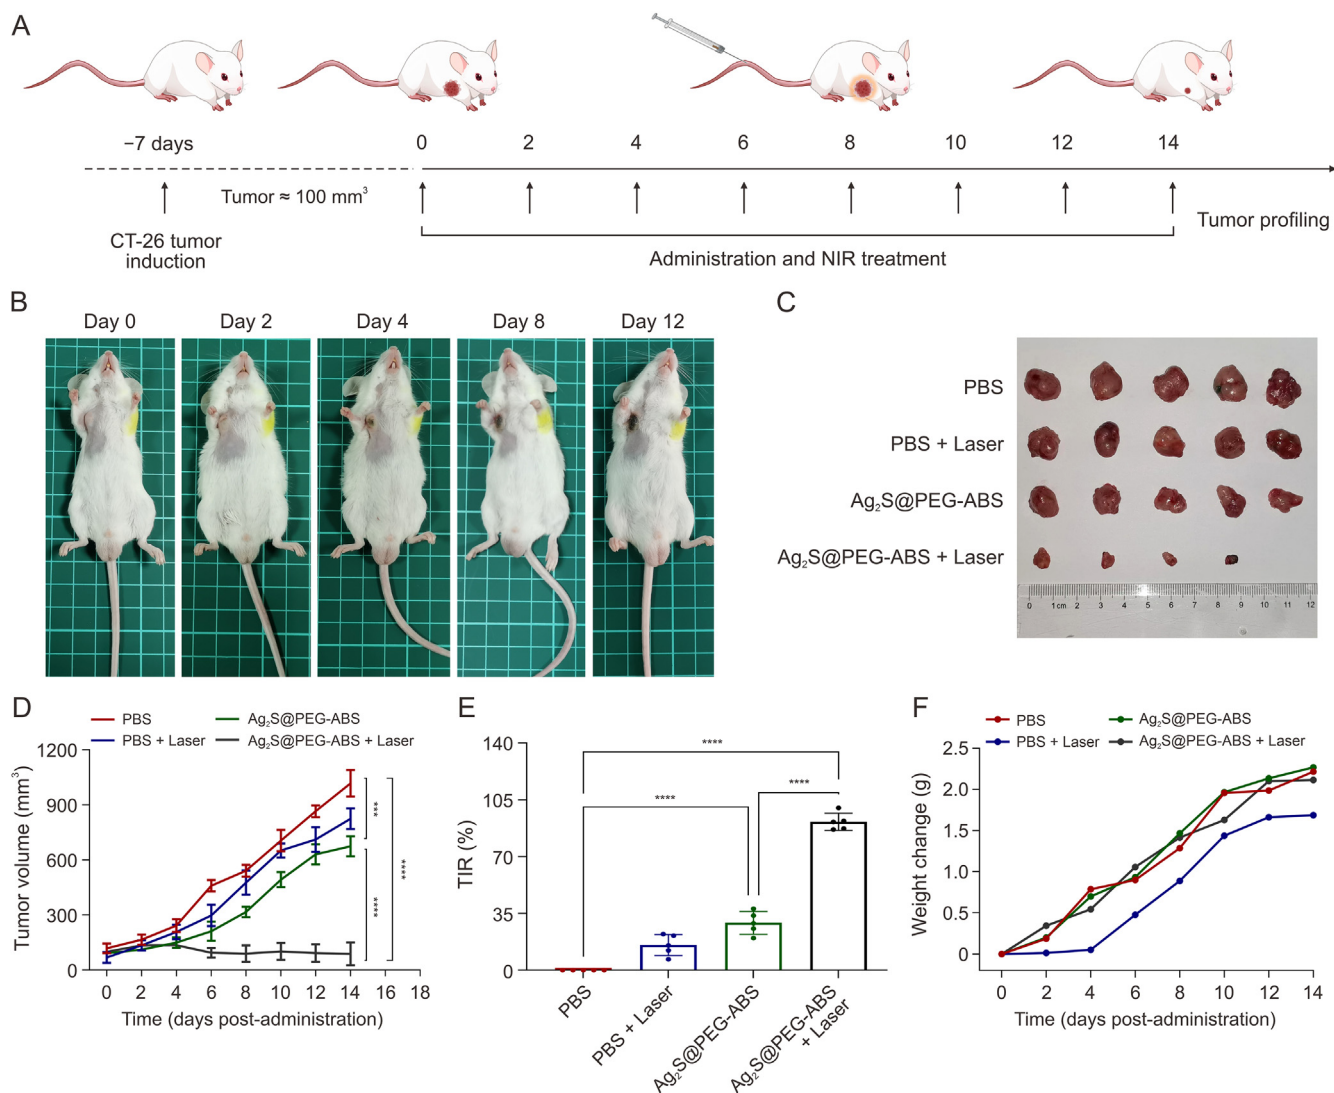 A
−7 days
0 2 4 6 8 10 12 14
Tumor ≈ 100 mm³
CT-26 tumor
induction
Administration and NIR treatment
Tumor profiling
B
Day 0 Day 2 Day 4 Day 8 Day 12
C
PBS
PBS + Laser
Ag₂S@PEG-ABS
Ag₂S@PEG-ABS + Laser
0 1cm 2 3 4 5 6 7 8 9 10 11 12
D
PBS
Ag₂S@PEG-ABS
PBS + Laser
Ag₂S@PEG-ABS + Laser
Tumor volume (mm³)
1200
900
600
300
0
0 2 4 6 8 10 12 14 16 18
Time (days post-administration)
***
****
****
E
TIR (%)
140
105
70
35
0
****
****
****
PBS
PBS + Laser
Ag₂S@PEG-ABS
Ag₂S@PEG-ABS
+ Laser
F
PBS
Ag₂S@PEG-ABS
PBS + Laser
Ag₂S@PEG-ABS + Laser
Weight change (g)
2.5
2.0
1.5
1.0
0.5
0
0 2 4 6 8 10 12 14
Time (days post-administration)